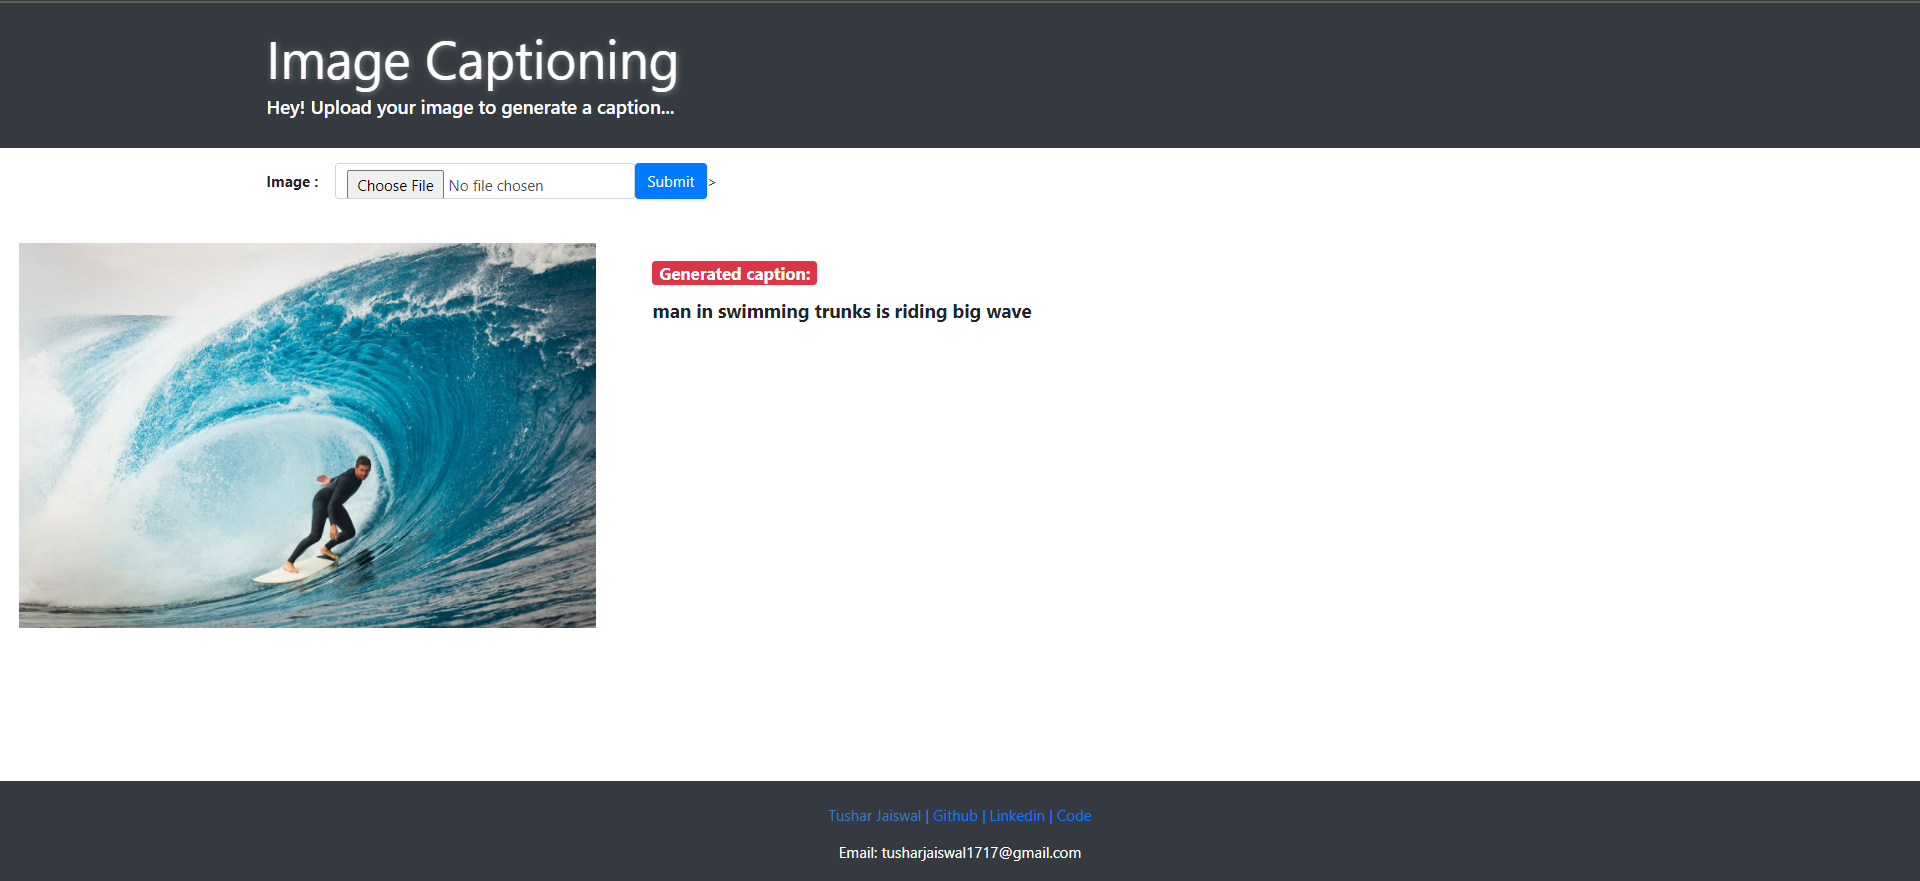 Image Captioning
Hey! Upload your image to generate a caption...
Image : Choose File No file chosen Submit >
Generated caption:
man in swimming trunks is riding big wave
Tushar Jaiswal | Github | Linkedin | Code
Email: tusharjaiswal1717@gmail.com